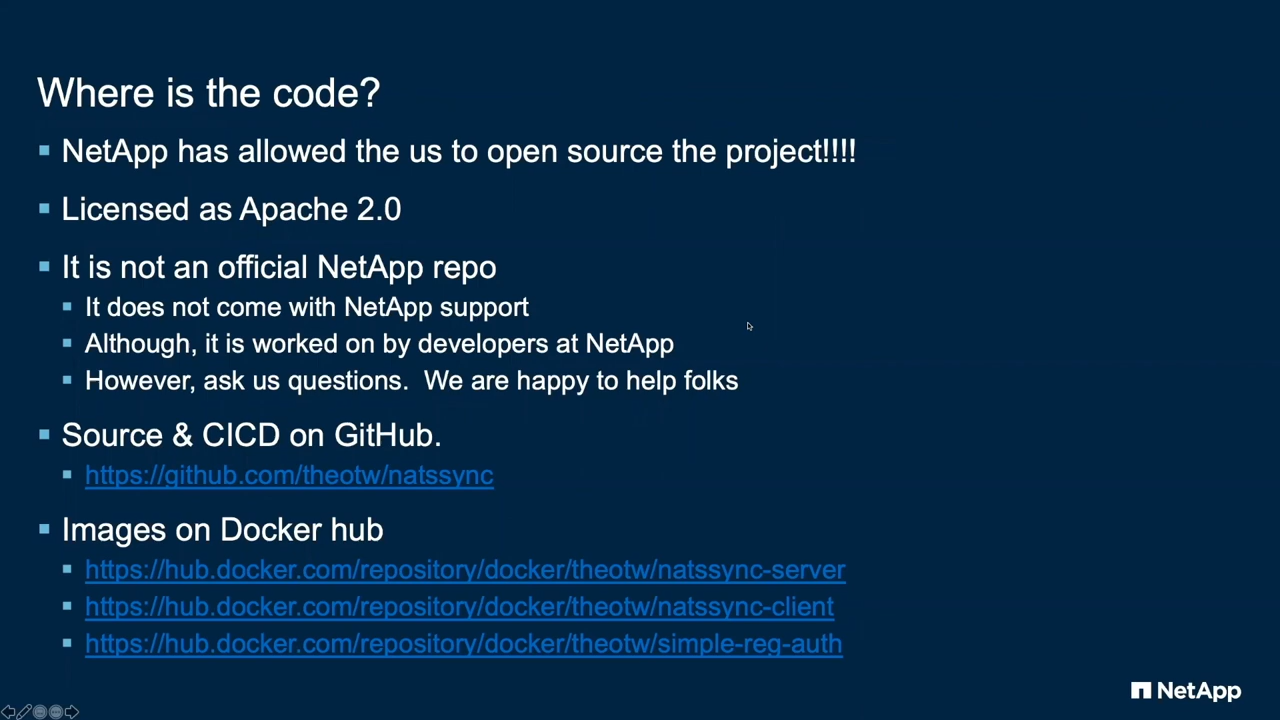 Where is the code?
NetApp has allowed the us to open source the project!!!!
Licensed as Apache 2.0
It is not an official NetApp repo
It does not come with NetApp support
Although, it is worked on by developers at NetApp
However, ask us questions.  We are happy to help folks
Source & CICD on GitHub.
https://github.com/theotw/natssync
Images on Docker hub
https://hub.docker.com/repository/docker/theotw/natssync-server
https://hub.docker.com/repository/docker/theotw/natssync-client
https://hub.docker.com/repository/docker/theotw/simple-reg-auth
NetApp